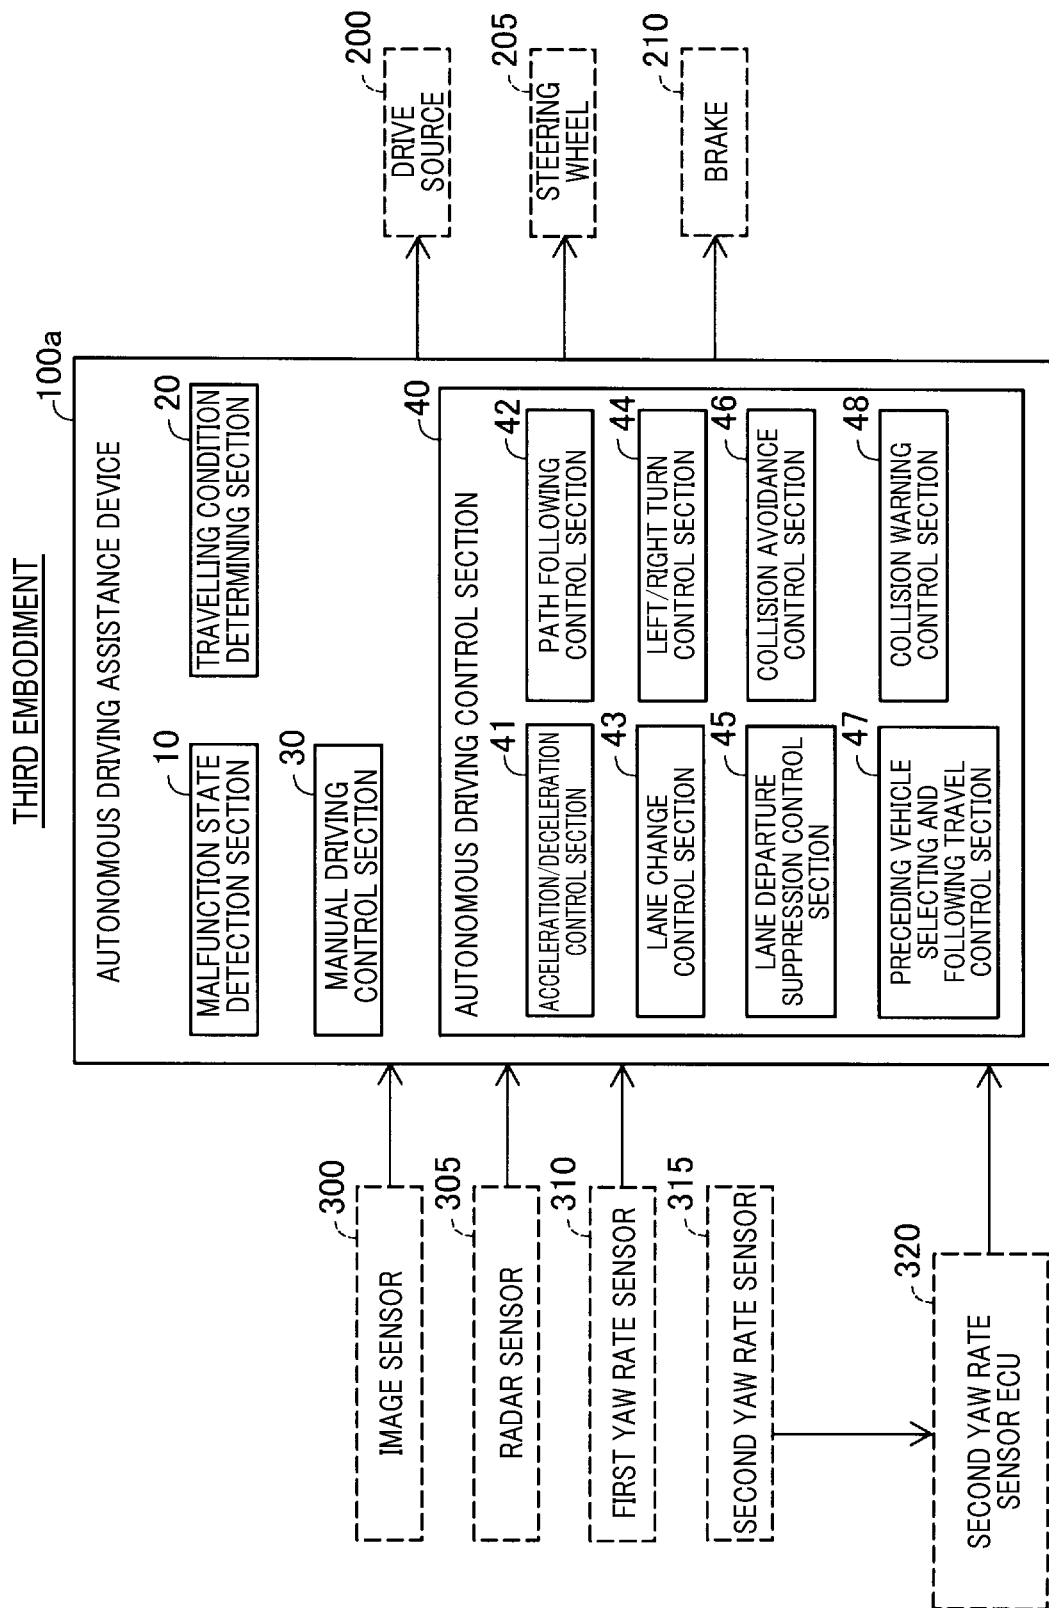 THIRD EMBODIMENT
100a
AUTONOMOUS DRIVING ASSISTANCE DEVICE
10
MALFUNCTION STATE
DETECTION SECTION
20
TRAVELLING CONDITION
DETERMINING SECTION
30
MANUAL DRIVING
CONTROL SECTION
40
AUTONOMOUS DRIVING CONTROL SECTION
41
ACCELERATION/DECELERATION
CONTROL SECTION
42
PATH FOLLOWING
CONTROL SECTION
43
LANE CHANGE
CONTROL SECTION
44
LEFT/RIGHT TURN
CONTROL SECTION
45
LANE DEPARTURE
SUPPRESSION CONTROL
SECTION
46
COLLISION AVOIDANCE
CONTROL SECTION
47
PRECEDING VEHICLE
SELECTING AND
FOLLOWING TRAVEL
CONTROL SECTION
48
COLLISION WARNING
CONTROL SECTION
300
IMAGE SENSOR
305
RADAR SENSOR
310
FIRST YAW RATE SENSOR
315
SECOND YAW RATE SENSOR
320
SECOND YAW RATE
SENSOR ECU
200
DRIVE
SOURCE
205
STEERING
WHEEL
210
BRAKE